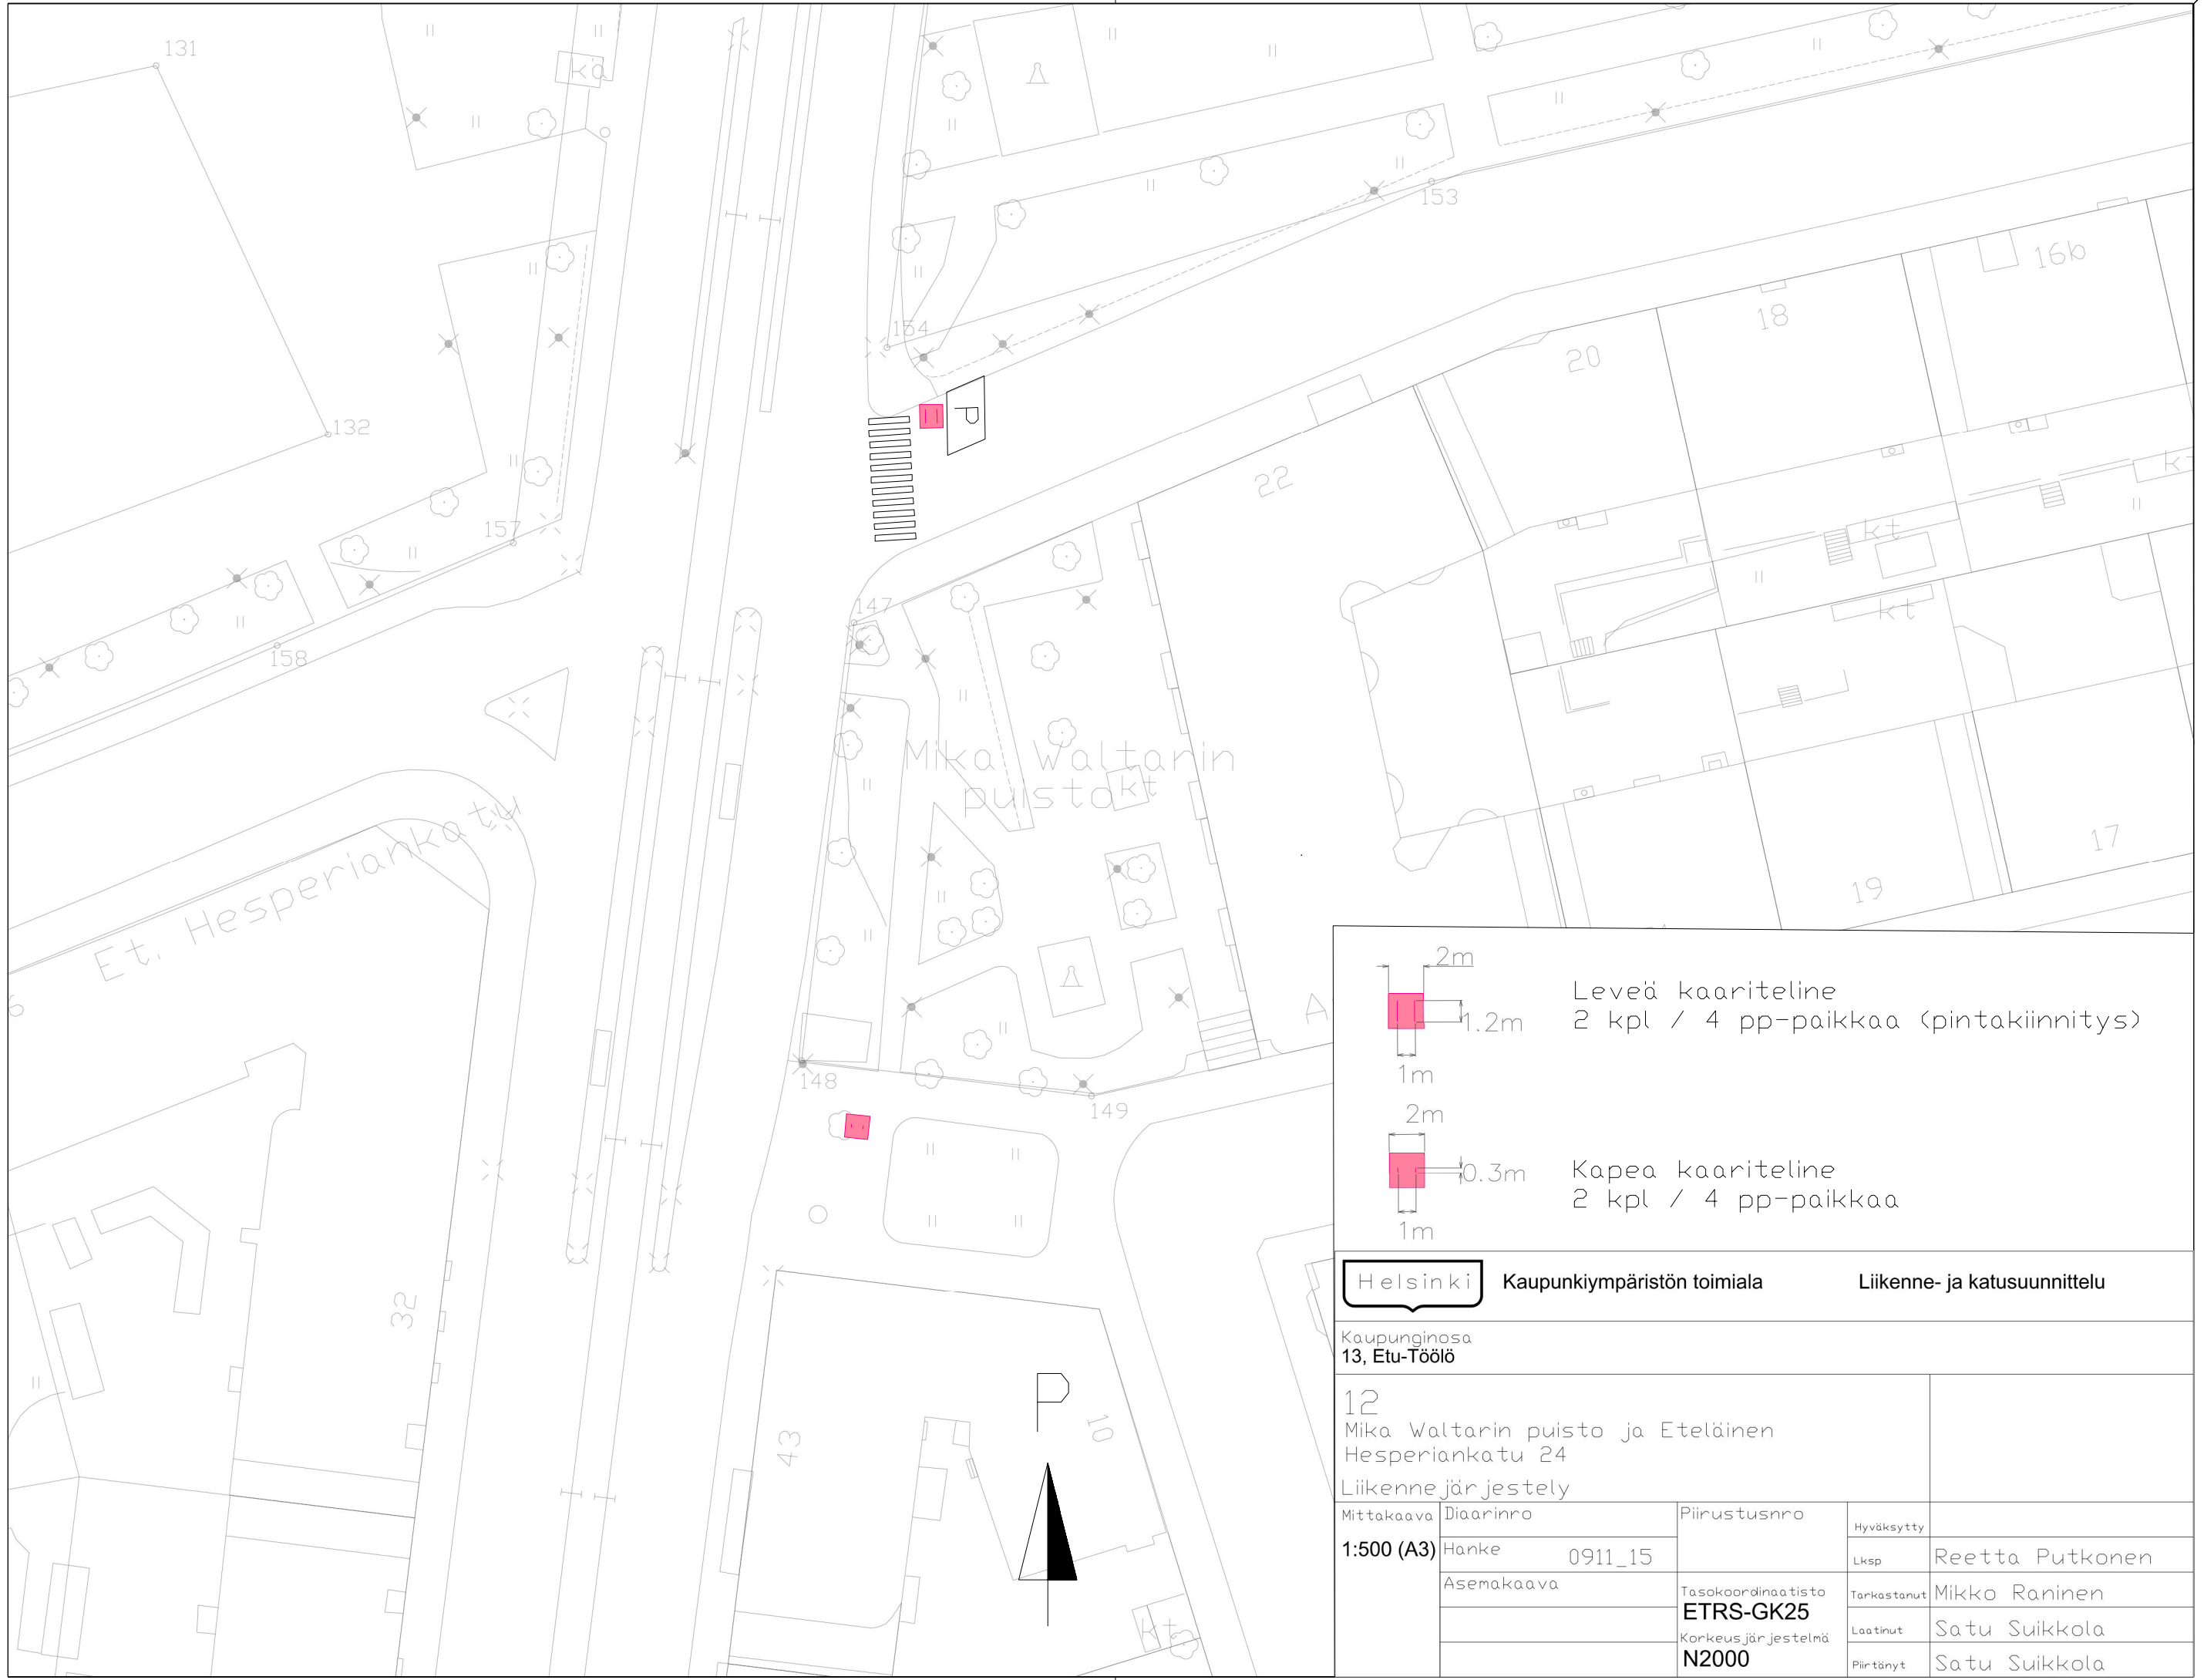 131
kö
132
153
154
16b
18
20
22
157
158
147
kt
kt
Mika Waltarin
puisto
kt
17
19
Et. Hesperiankatu
A
148
149
P
2m
1.2m
1m
Leveä kaariteline
2 kpl / 4 pp-paikkaa (pintakiinnitys)
2m
0.3m
1m
Kapea kaariteline
2 kpl / 4 pp-paikkaa
32
43
10
P
kt
Helsinki
Kaupunkiympäristön toimiala
Liikenne- ja katusuunnittelu
Kaupunginosa
13, Etu-Töölö
12
Mika Waltarin puisto ja Eteläinen
Hesperiankatu 24
Liikennejärjestely
Mittakaava
1:500 (A3)
Diaarinro
Hanke 0911_15
Asemakaava
Piirustusnro
Tasokoordinaatisto
ETRS-GK25
Korkeusjärjestelmä
N2000
Hyväksytty
Lksp Reetta Putkonen
Tarkastanut Mikko Raninen
Laatinut Satu Suikkola
Piirtänyt Satu Suikkola